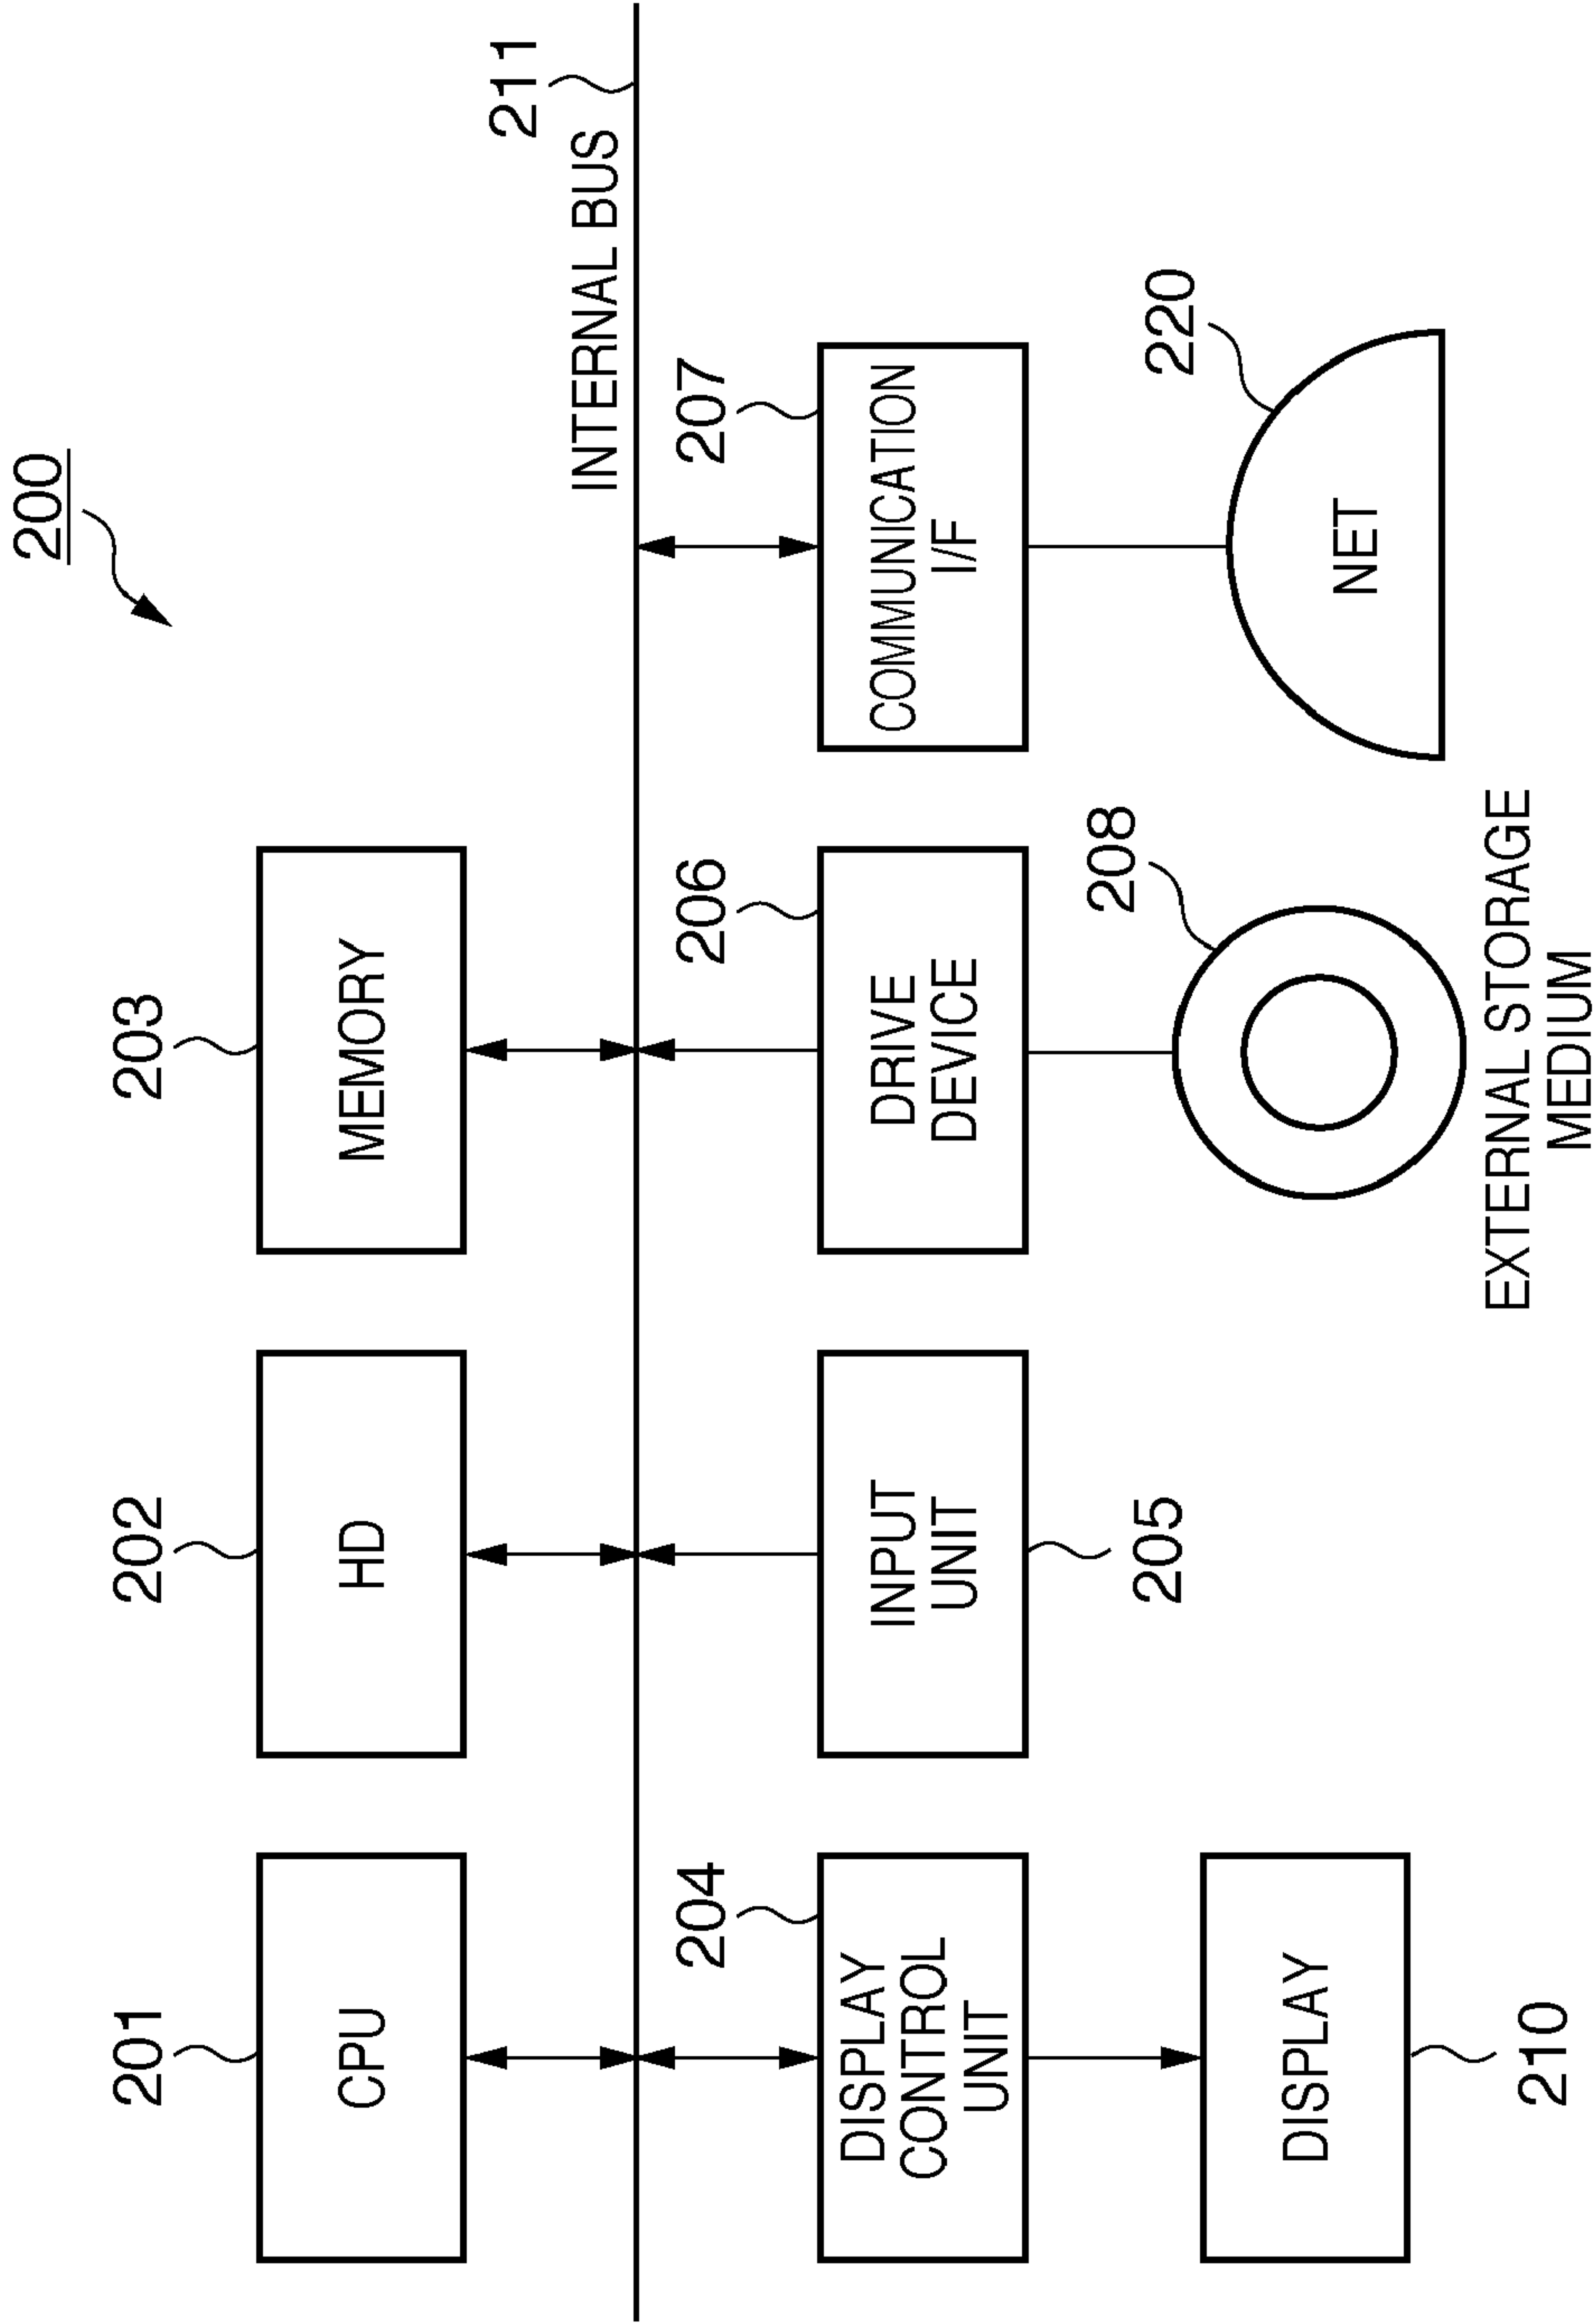 200
201
202
203
CPU
HD
MEMORY
INTERNAL BUS
211
204
206
207
DISPLAY
CONTROL
UNIT
INPUT
UNIT
DRIVE
DEVICE
COMMUNICATION
I/F
205
208
220
DISPLAY
NET
210
EXTERNAL STORAGE
MEDIUM